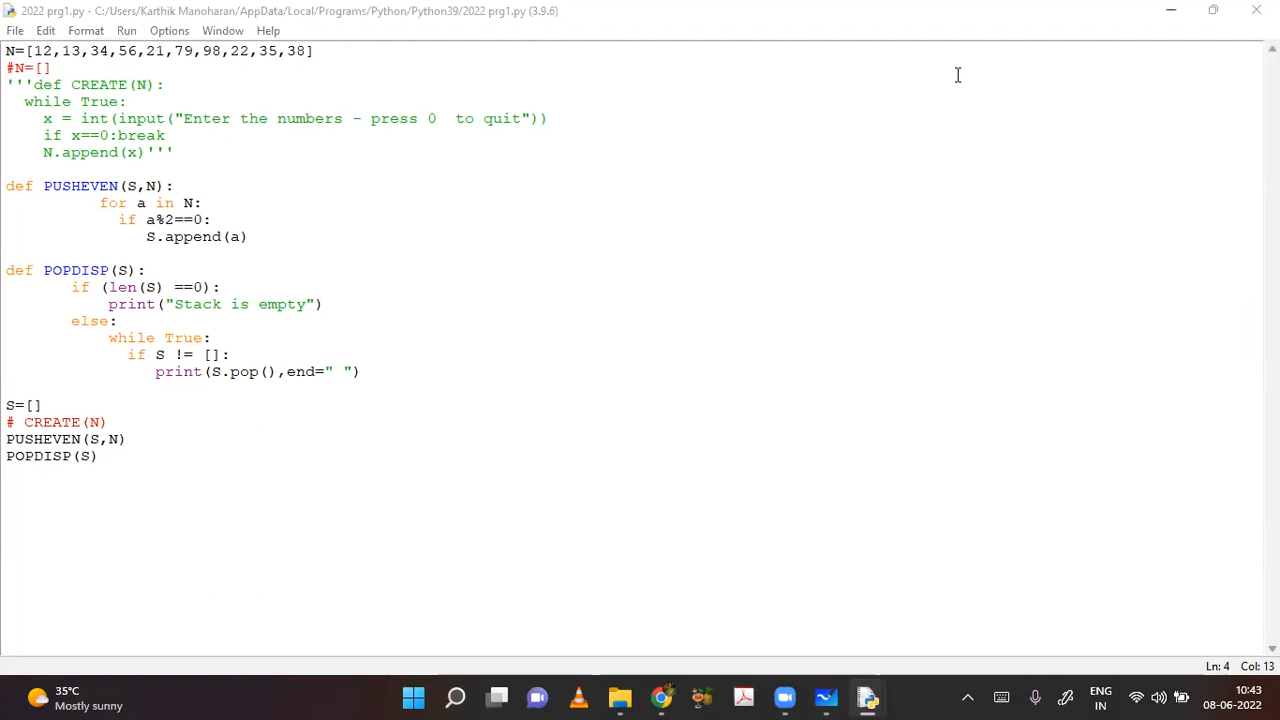 2022 prg1.py - C:/Users/Karthik Manoharan/AppData/Local/Programs/Python/Python39/2022 prg1.py (3.9.6)
File Edit Format Run Options Window Help
N=[12,13,34,56,21,79,98,22,35,38]
#N=[]
'''def CREATE(N):
  while True:
    x = int(input("Enter the numbers - press 0  to quit"))
    if x==0:break
    N.append(x)'''
def PUSHEVEN(S,N):
          for a in N:
            if a%2==0:
               S.append(a)
def POPDISP(S):
       if (len(S) ==0):
           print("Stack is empty")
       else:
           while True:
             if S != []:
                print(S.pop(),end=" ")
S=[]
# CREATE(N)
PUSHEVEN(S,N)
POPDISP(S)
Ln: 4 Col: 13
35°C
Mostly sunny
ENG
IN
10:43
08-06-2022